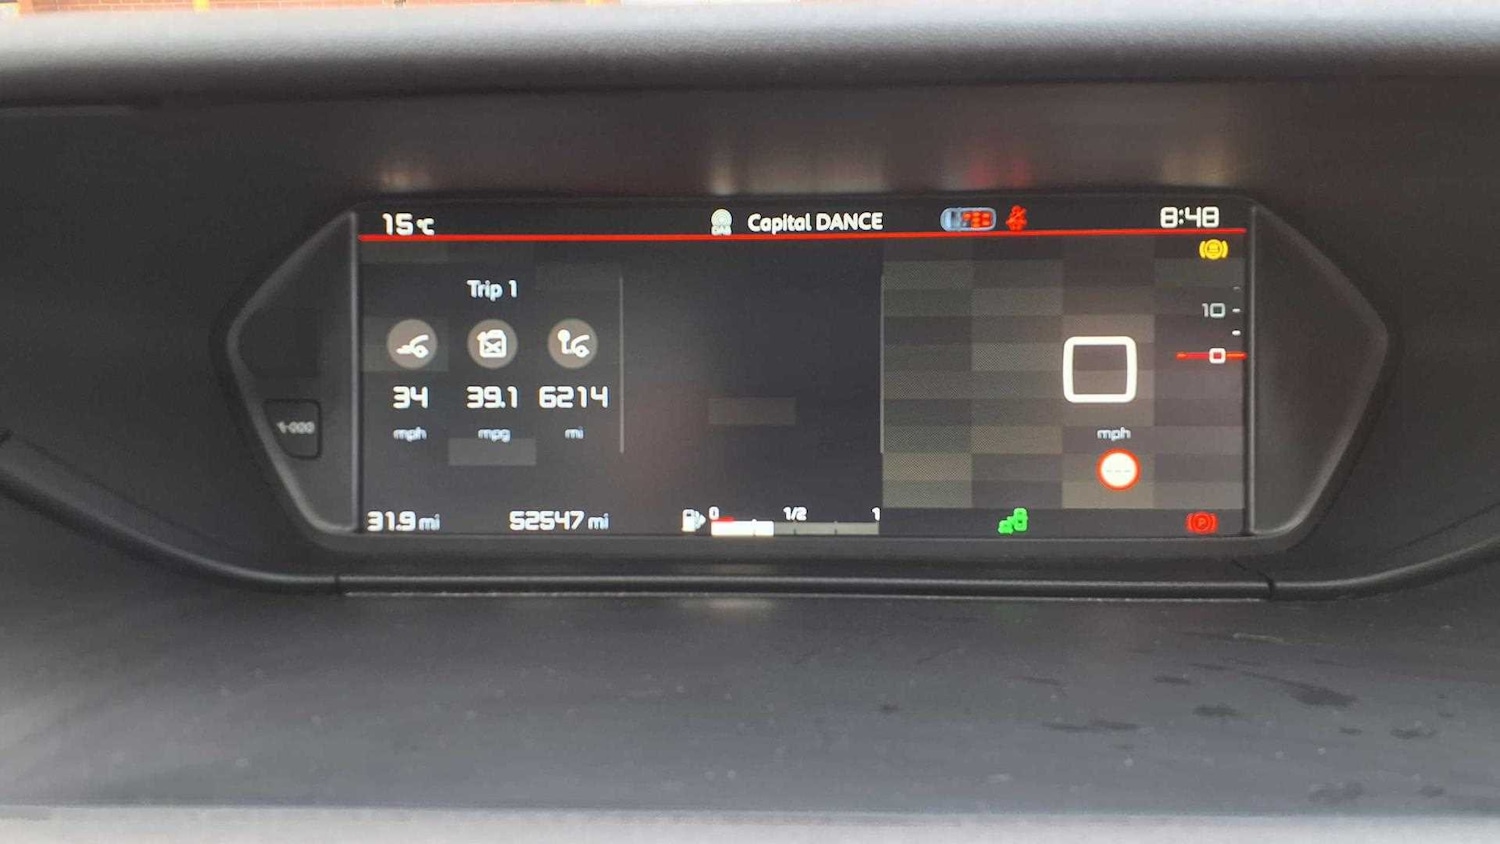 15°C
DAB Capital DANCE
8:48
Trip 1
10
34 39.1 6214
mph mpg mi
0
mph
---
31.9 mi
52547 mi
0 1/2 1
P